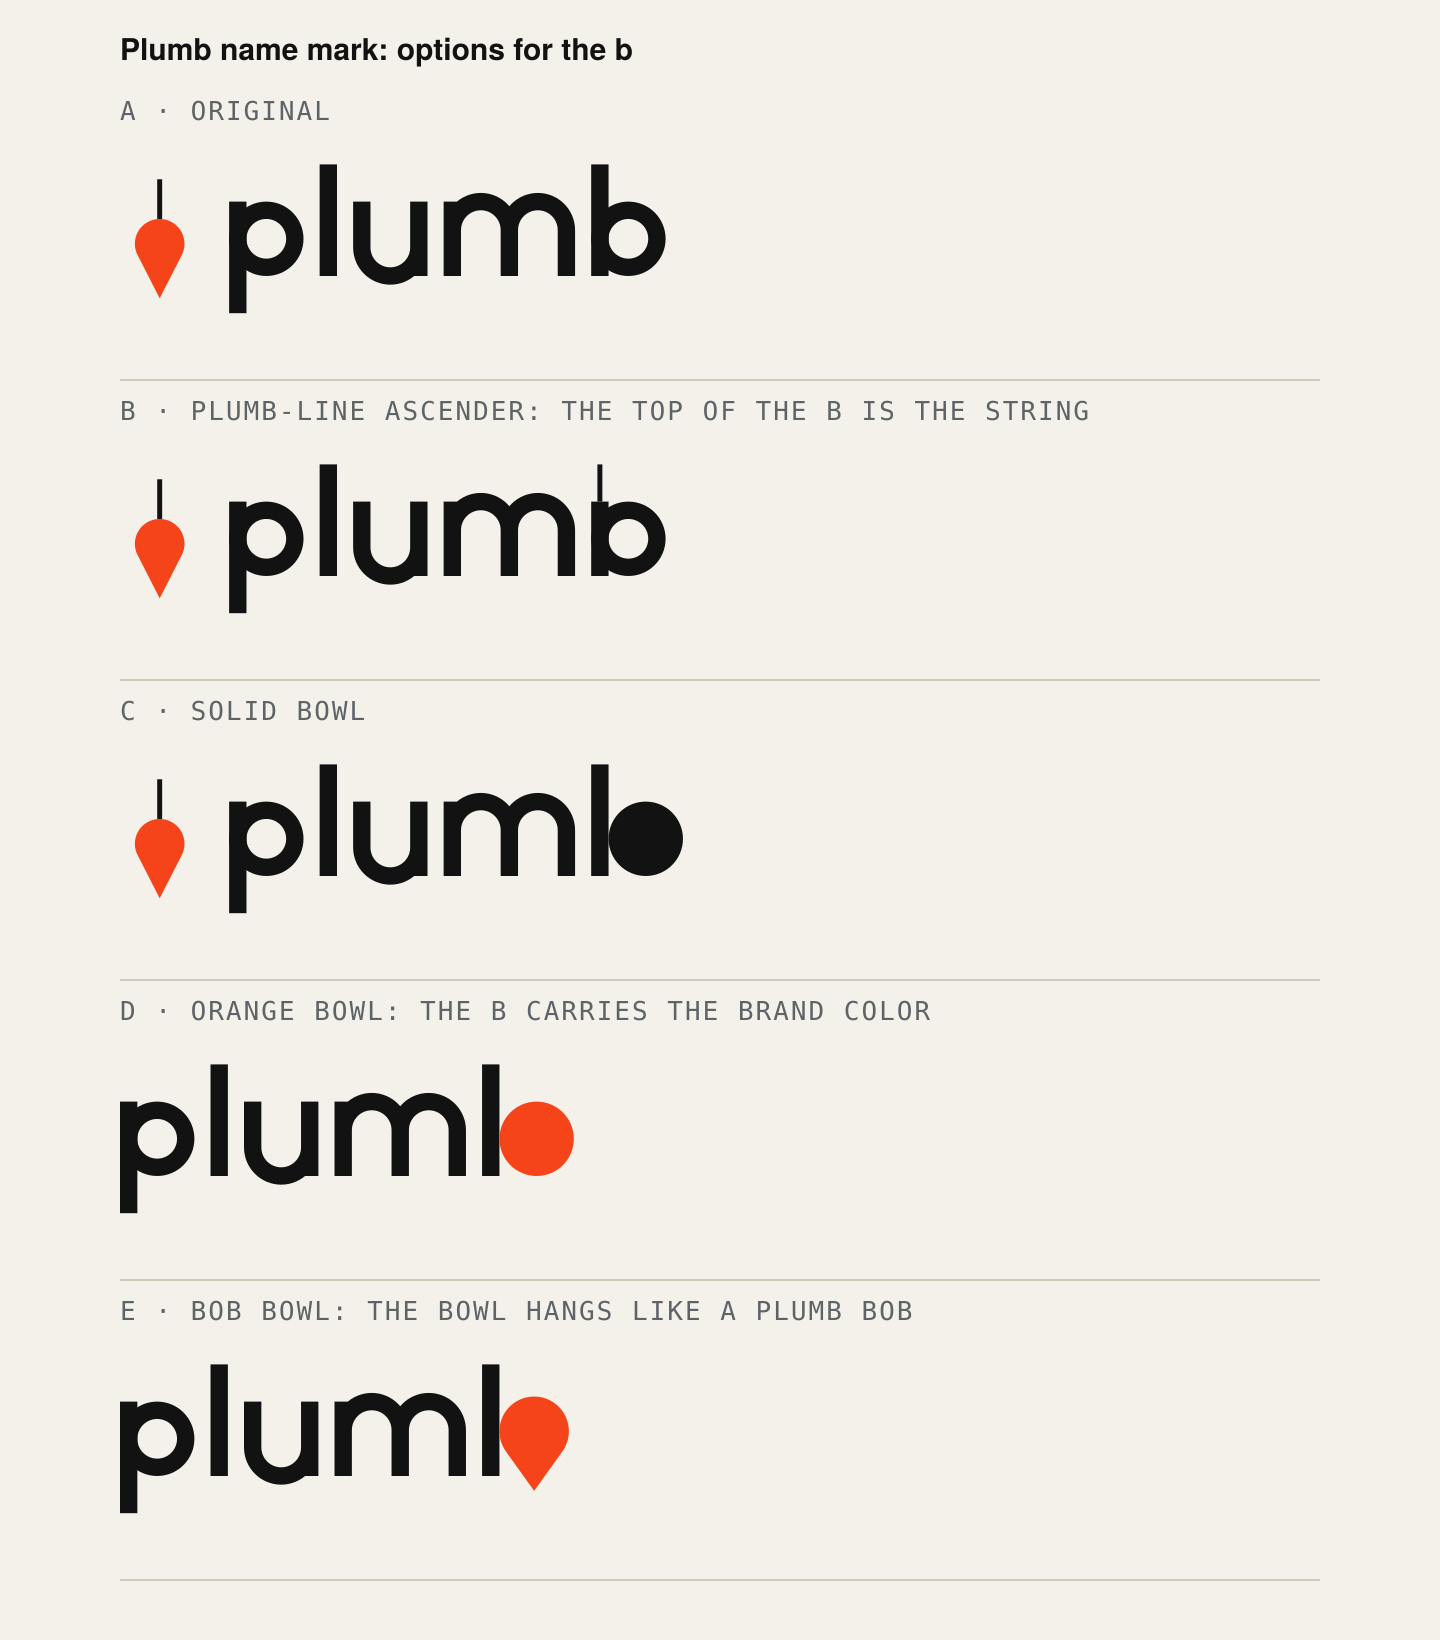 Plumb name mark: options for the b
A · ORIGINAL
plumb
B · PLUMB-LINE ASCENDER: THE TOP OF THE B IS THE STRING
plumb
C · SOLID BOWL
plumb
D · ORANGE BOWL: THE B CARRIES THE BRAND COLOR
plumb
E · BOB BOWL: THE BOWL HANGS LIKE A PLUMB BOB
plumb